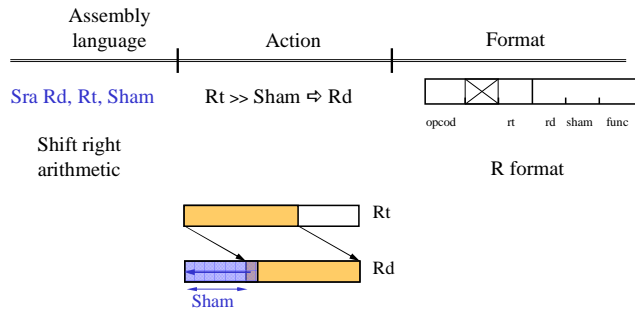 Assembly
language
Action
Format
Sra Rd, Rt, Sham
Rt >> Sham ⇨ Rd
opcod rt rd sham func
Shift right
arithmetic
R format
Rt
Rd
Sham